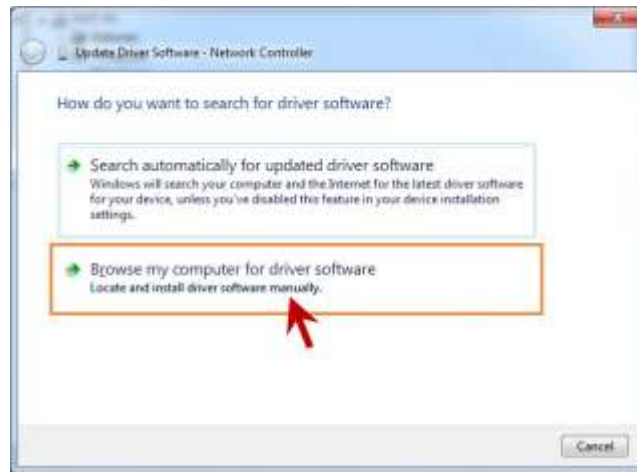 Update Driver Software - Network Controller
How do you want to search for driver software?
Search automatically for updated driver software
Windows will search your computer and the Internet for the latest driver software
for your device, unless you've disabled this feature in your device installation
settings.
Browse my computer for driver software
Locate and install driver software manually.
Cancel